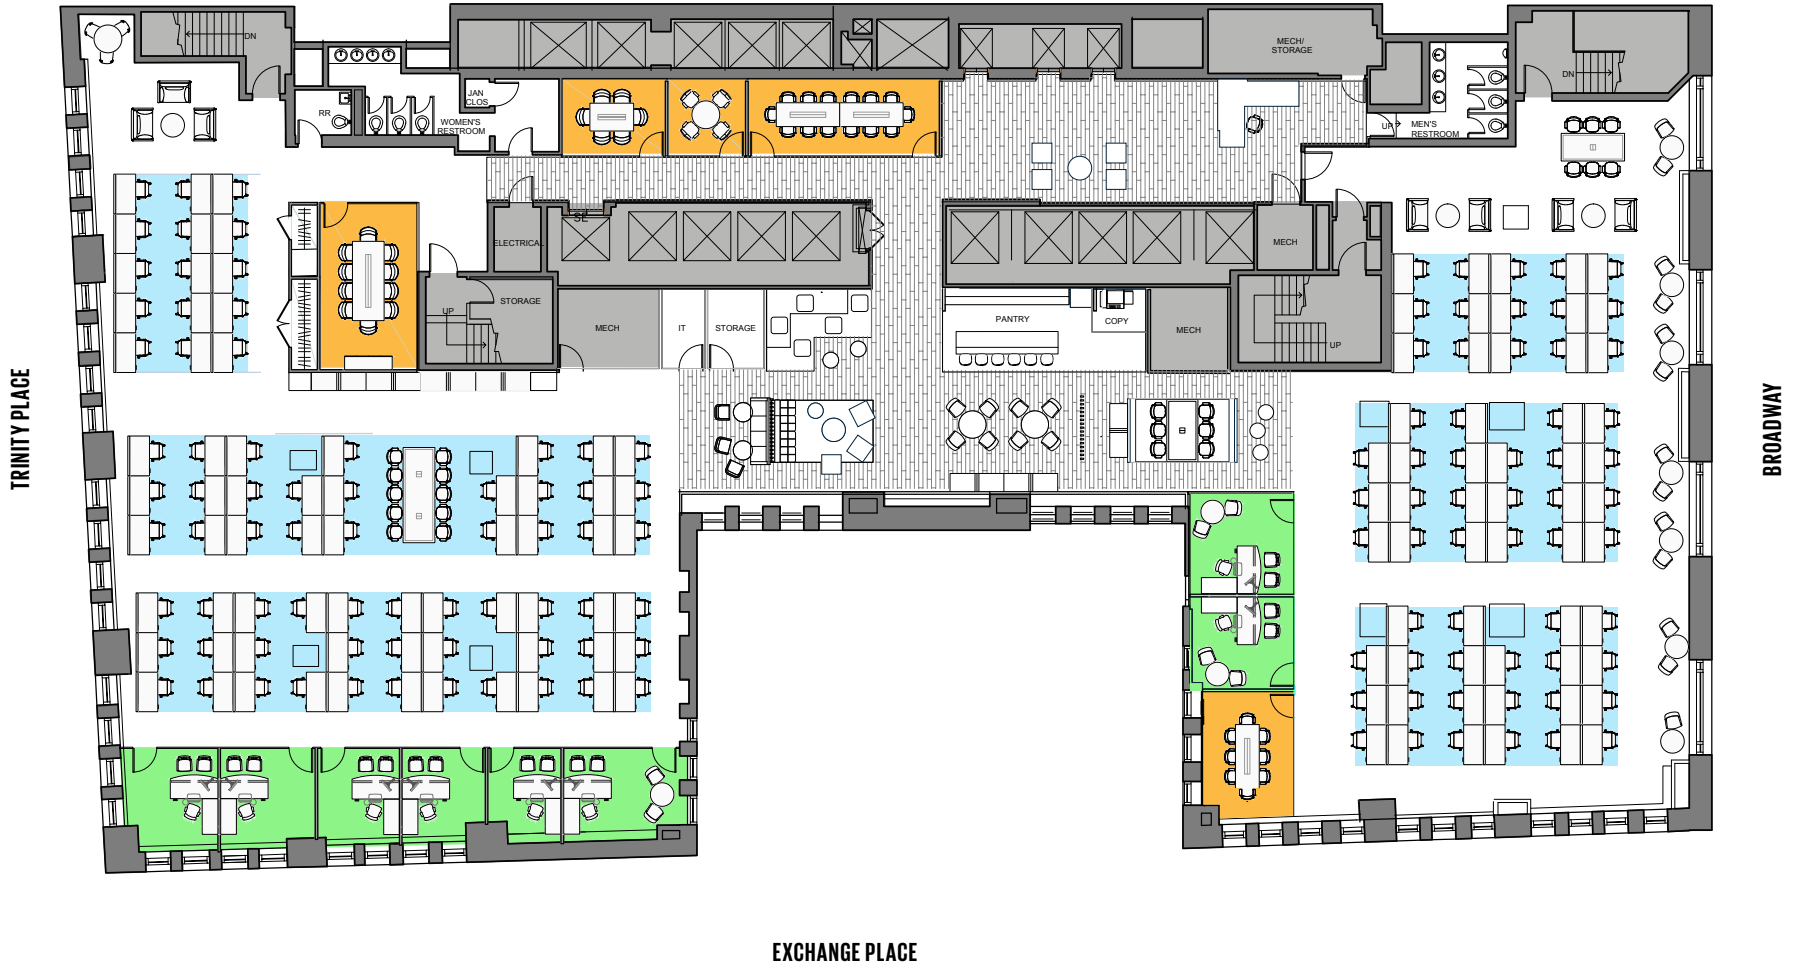 DN
MECH/
STORAGE
DN
JAN
CLOS
RR
WOMEN'S
RESTROOM
UP
MEN'S
RESTROOM
SE
ELECTRICAL
MECH
UP
STORAGE
MECH
IT
STORAGE
PANTRY
COPY
MECH
UP
TRINITY PLACE
BROADWAY
EXCHANGE PLACE